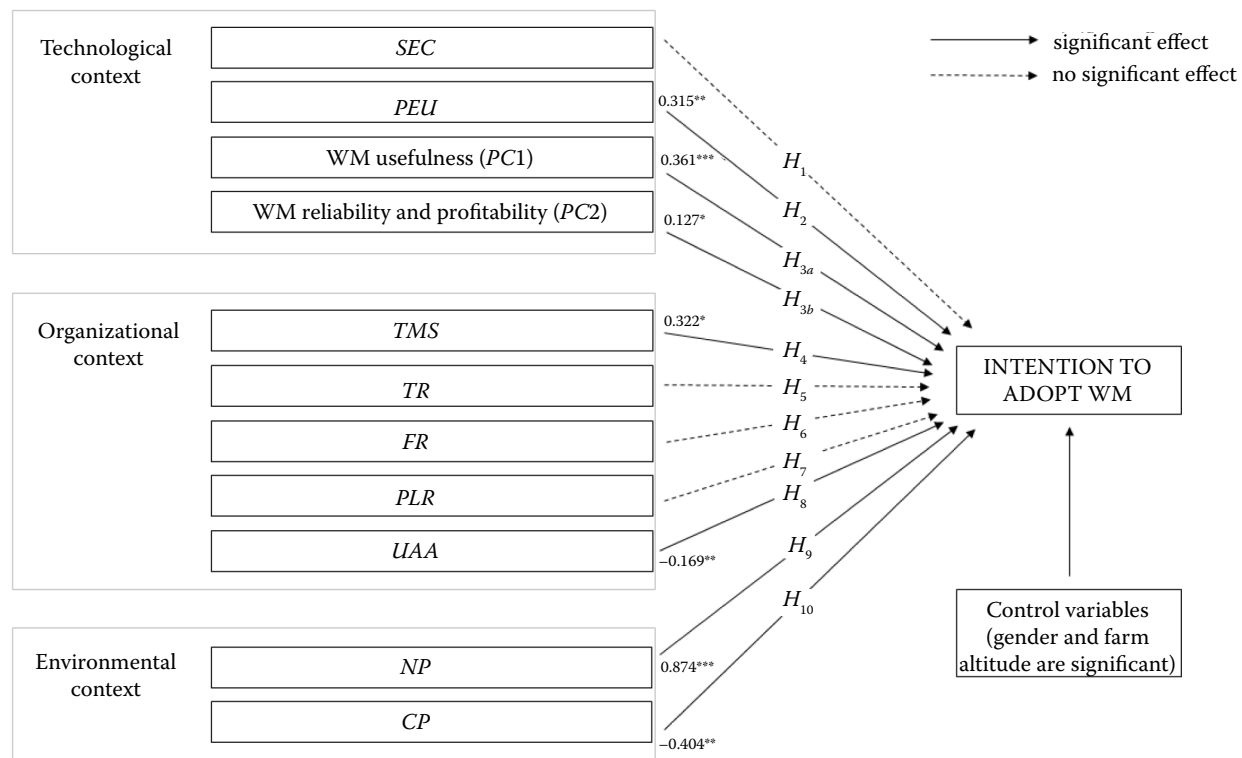 Technological
context
SEC
PEU
WM usefulness (PC1)
WM reliability and profitability (PC2)
0.315**
0.361***
0.127*
H1
H2
H3a
H3b
significant effect
no significant effect
Organizational
context
TMS
TR
FR
PLR
UAA
0.322*
−0.169**
H4
H5
H6
H7
H8
H9
H10
INTENTION TO
ADOPT WM
Control variables
(gender and farm
altitude are significant)
Environmental
context
NP
CP
0.874***
−0.404**